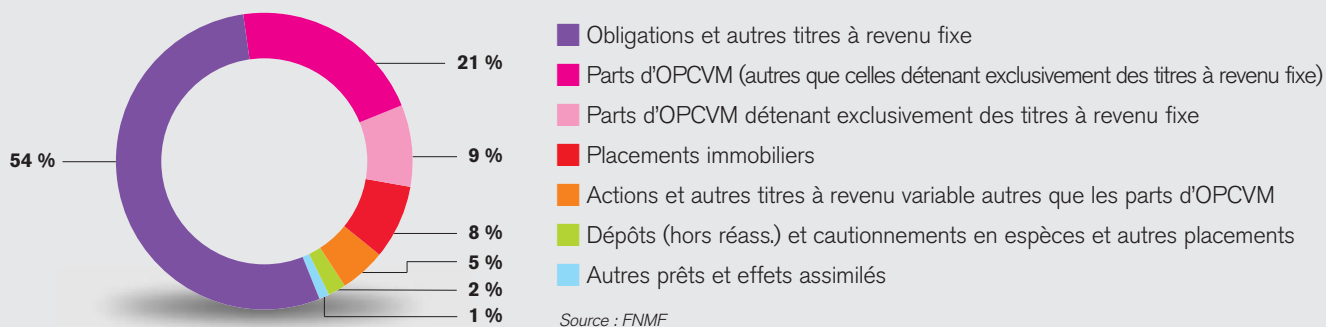 54 %
21 %
9 %
8 %
5 %
2 %
1 %
Obligations et autres titres à revenu fixe
Parts d'OPCVM (autres que celles détenant exclusivement des titres à revenu fixe)
Parts d'OPCVM détenant exclusivement des titres à revenu fixe
Placements immobiliers
Actions et autres titres à revenu variable autres que les parts d'OPCVM
Dépôts (hors réass.) et cautionnements en espèces et autres placements
Autres prêts et effets assimilés
Source : FNMF